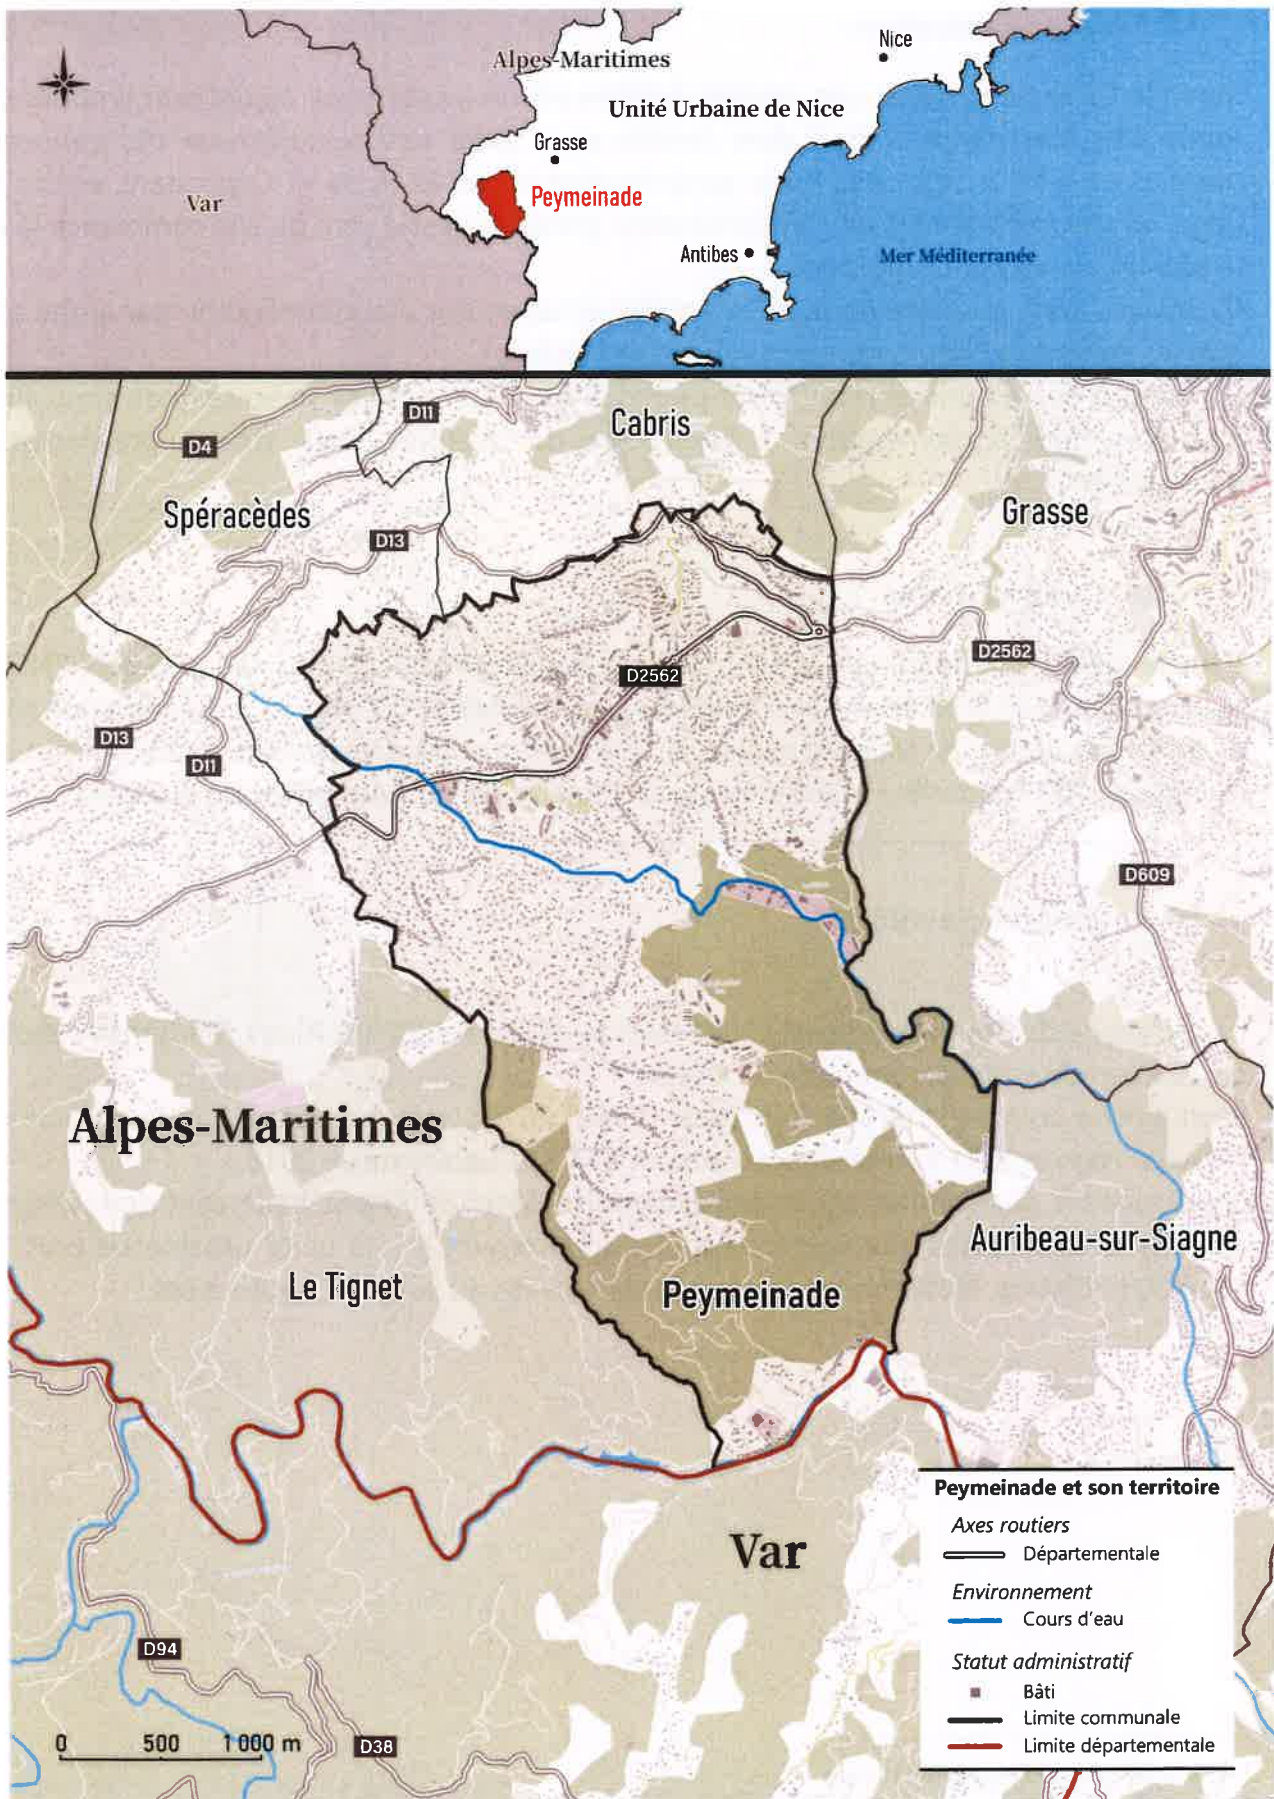 Nice
Alpes-Maritimes
Unité Urbaine de Nice
Grasse
Peymeinade
Var
Antibes
Mer Méditerranée
D11
Cabris
D4
Spéracèdes
Grasse
D13
D2562
D2562
D13
D11
D609
Alpes-Maritimes
Auribeau-sur-Siagne
Le Tignet
Peymeinade
Var
Peymeinade et son territoire
Axes routiers
Départementale
Environnement
Cours d'eau
Statut administratif
Bâti
Limite communale
Limite départementale
D94
0 500 1 000 m
D38